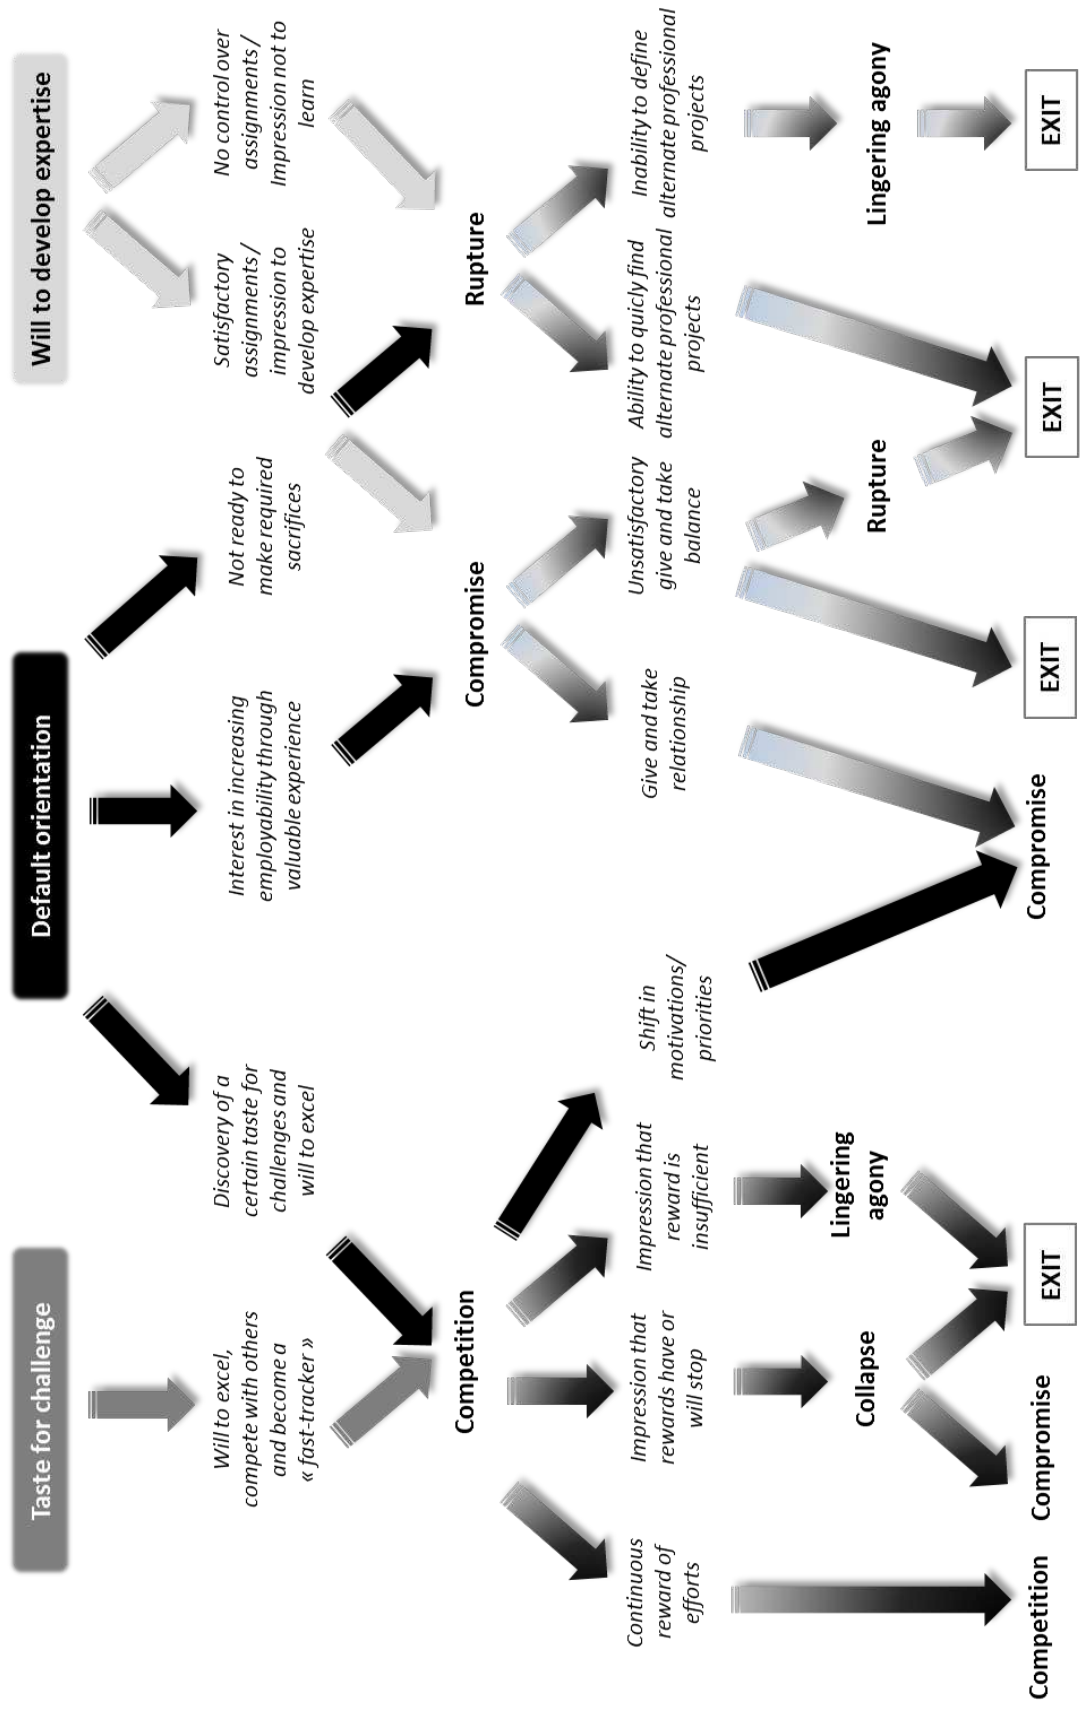 Taste for challenge
Default orientation
Will to develop expertise
Will to excel,
compete with others
and become a
« fast-tracker »
Discovery of a
certain taste for
challenges and
will to excel
Interest in increasing
employability through
valuable experience
Not ready to
make required
sacrifices
Satisfactory
assignments /
impression to
develop expertise
No control over
assignments /
Impression not to
learn
Competition
Compromise
Rupture
Continuous
reward of
efforts
Impression that
rewards have or
will stop
Impression that
reward is
insufficient
Shift in
motivations/
priorities
Give and take
relationship
Unsatisfactory
give and take
balance
Ability to quicly find
alternate professional
projects
Inability to define
alternate professional
projects
Collapse
Lingering
agony
Rupture
Lingering agony
Competition
Compromise
EXIT
Compromise
EXIT
EXIT
EXIT